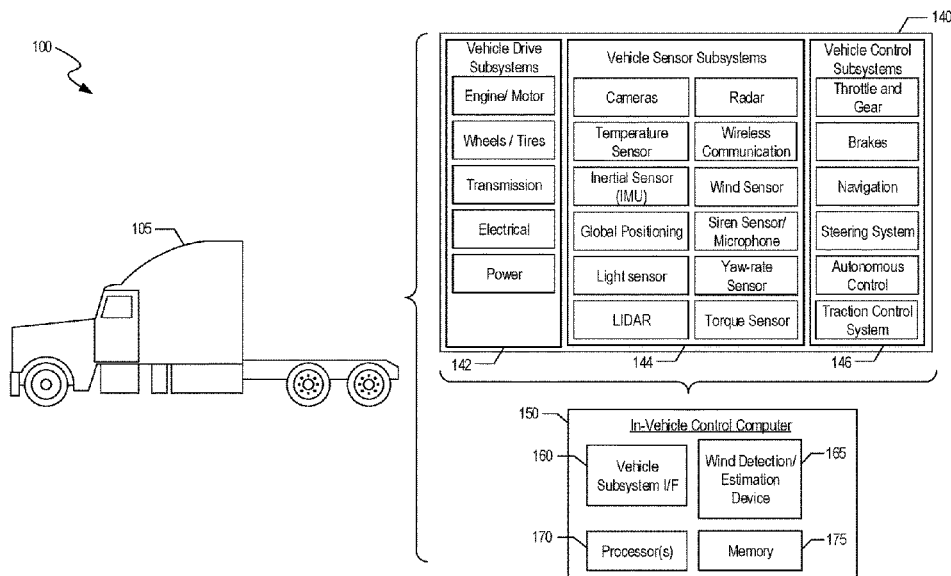 100
105
140
Vehicle Drive
Subsystems
Engine/ Motor
Wheels / Tires
Transmission
Electrical
Power
142
Vehicle Sensor Subsystems
Cameras
Radar
Temperature
Sensor
Wireless
Communication
Inertial Sensor
(IMU)
Wind Sensor
Global Positioning
Siren Sensor/
Microphone
Light sensor
Yaw-rate
Sensor
LIDAR
Torque Sensor
144
Vehicle Control
Subsystems
Throttle and
Gear
Brakes
Navigation
Steering System
Autonomous
Control
Traction Control
System
146
150
In-Vehicle Control Computer
160
Vehicle
Subsystem I/F
Wind Detection/
Estimation
Device
165
170
Processor(s)
Memory
175